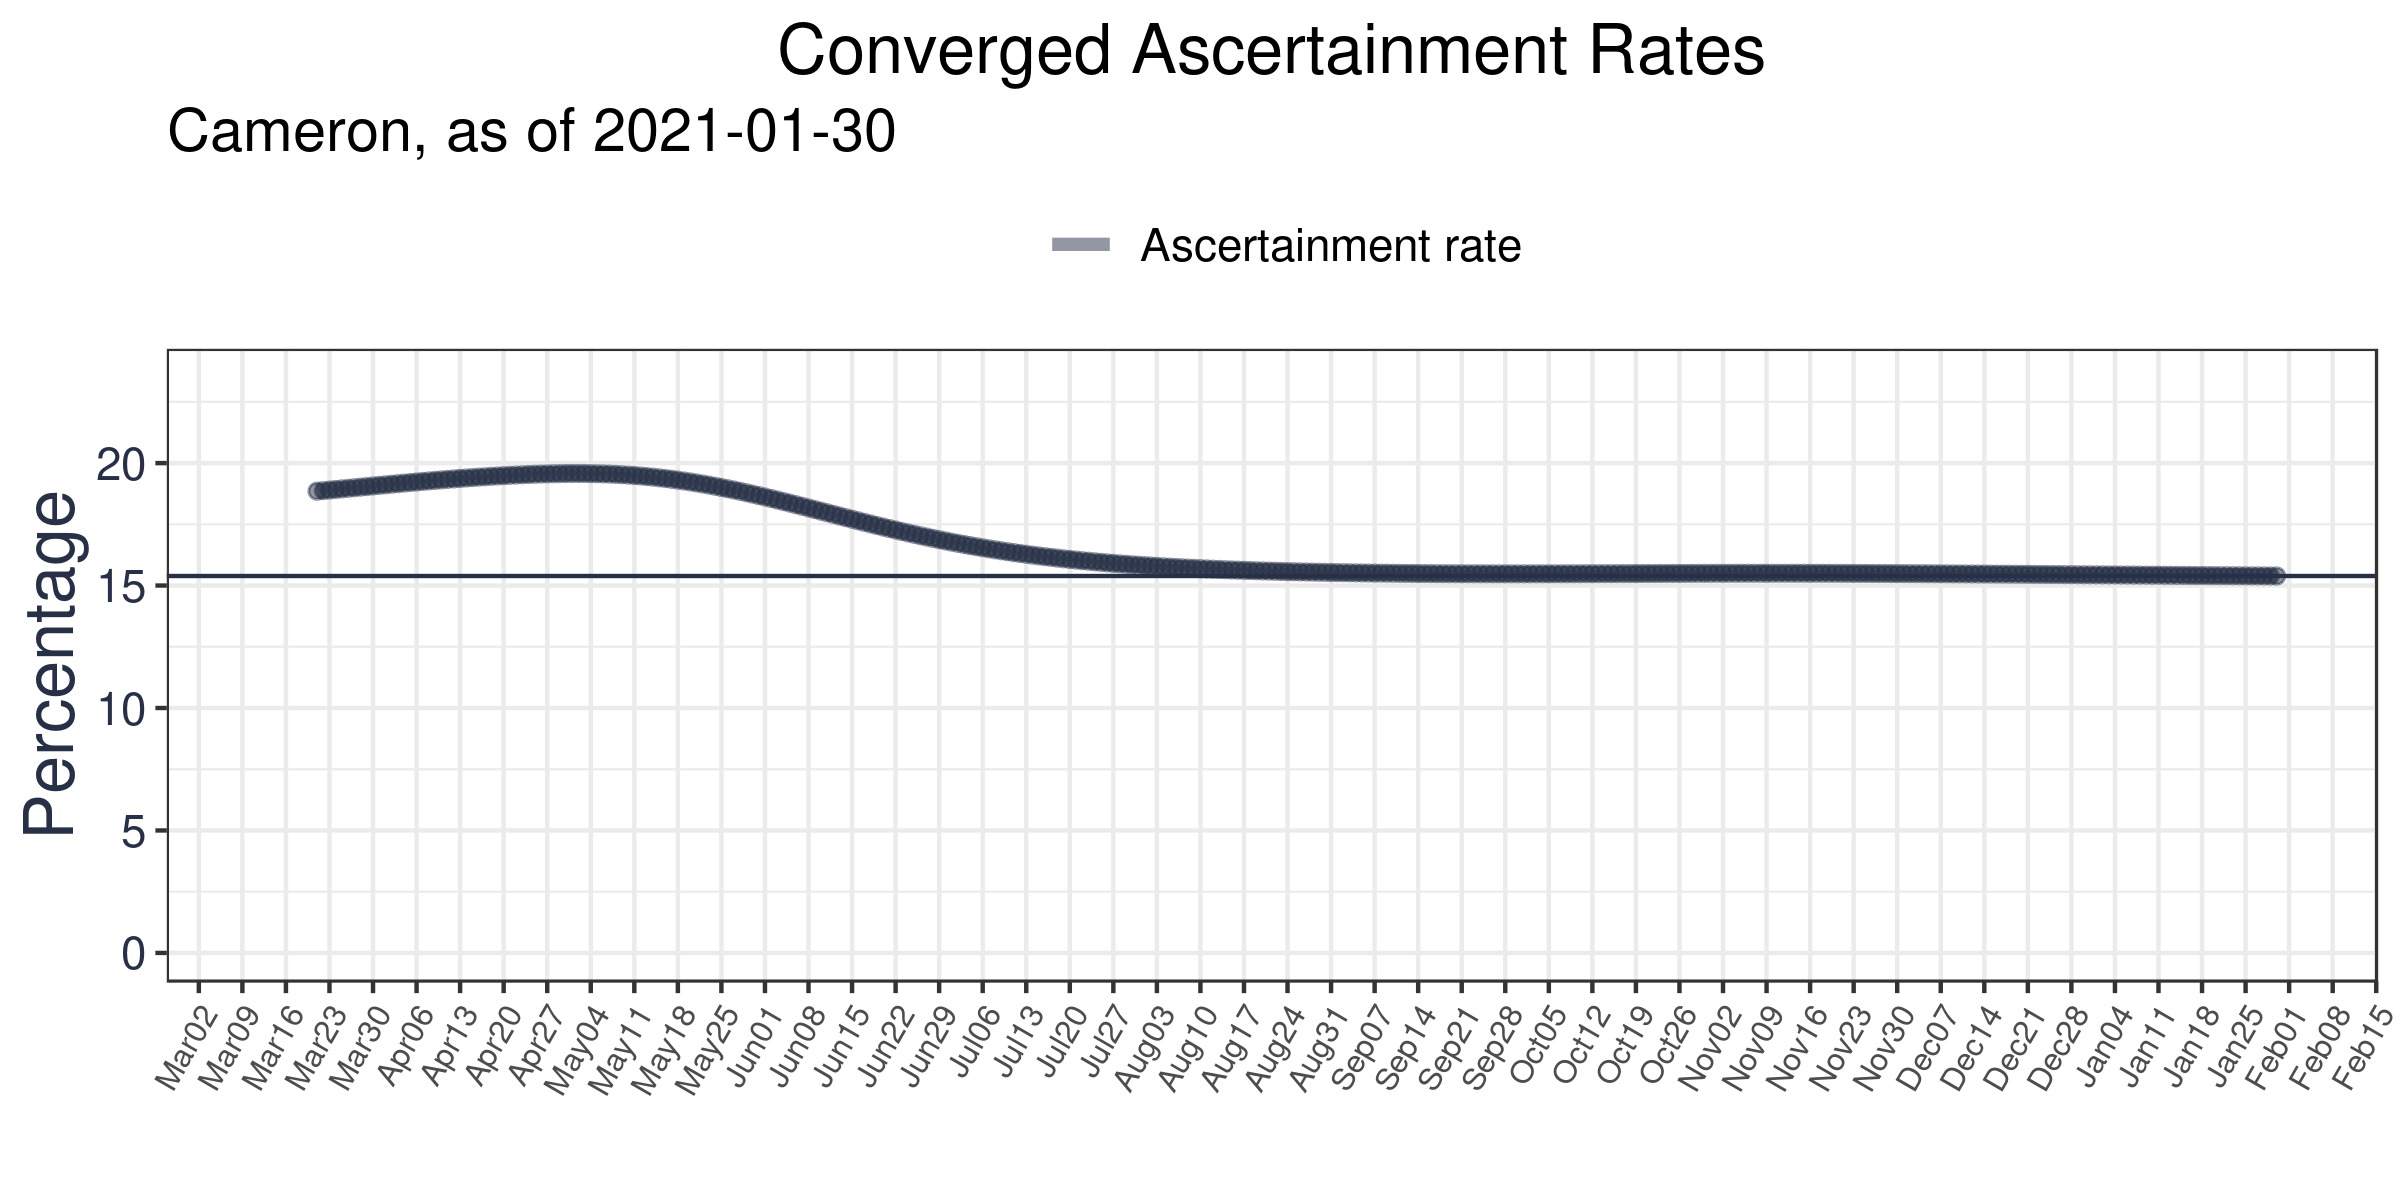 Converged Ascertainment Rates
Cameron, as of 2021-01-30
Ascertainment rate
Percentage
20
15
10
5
0
Mar02
Mar09
Mar16
Mar23
Mar30
Apr06
Apr13
Apr20
Apr27
May04
May11
May18
May25
Jun01
Jun08
Jun15
Jun22
Jun29
Jul06
Jul13
Jul20
Jul27
Aug03
Aug10
Aug17
Aug24
Aug31
Sep07
Sep14
Sep21
Sep28
Oct05
Oct12
Oct19
Oct26
Nov02
Nov09
Nov16
Nov23
Nov30
Dec07
Dec14
Dec21
Dec28
Jan04
Jan11
Jan18
Jan25
Feb01
Feb08
Feb15